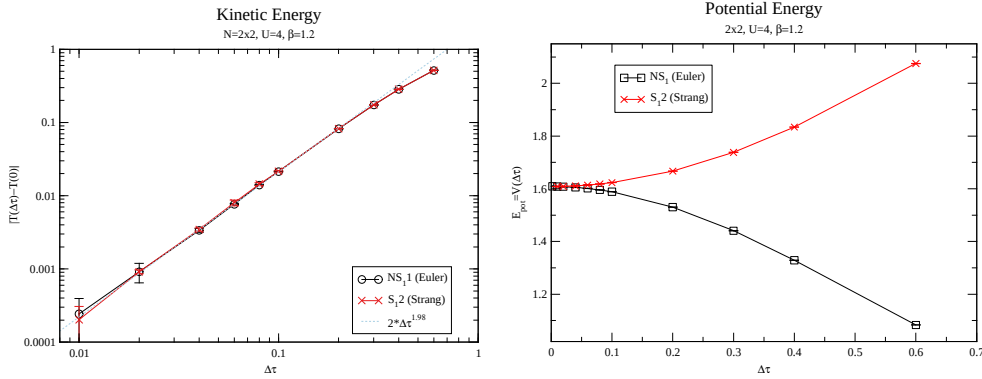 Kinetic Energy
N=2x2, U=4, β=1.2
1
0.1
0.01
0.001
0.0001
|T(Δτ)−T(0)|
0.01
0.1
1
Δτ
NS₁1 (Euler)
S₁2 (Strang)
2*Δτ^1.98
Potential Energy
2x2, U=4, β=1.2
2
1.8
1.6
1.4
1.2
E_pot=V(Δτ)
0
0.1
0.2
0.3
0.4
0.5
0.6
0.7
Δτ
NS₁ (Euler)
S₁2 (Strang)